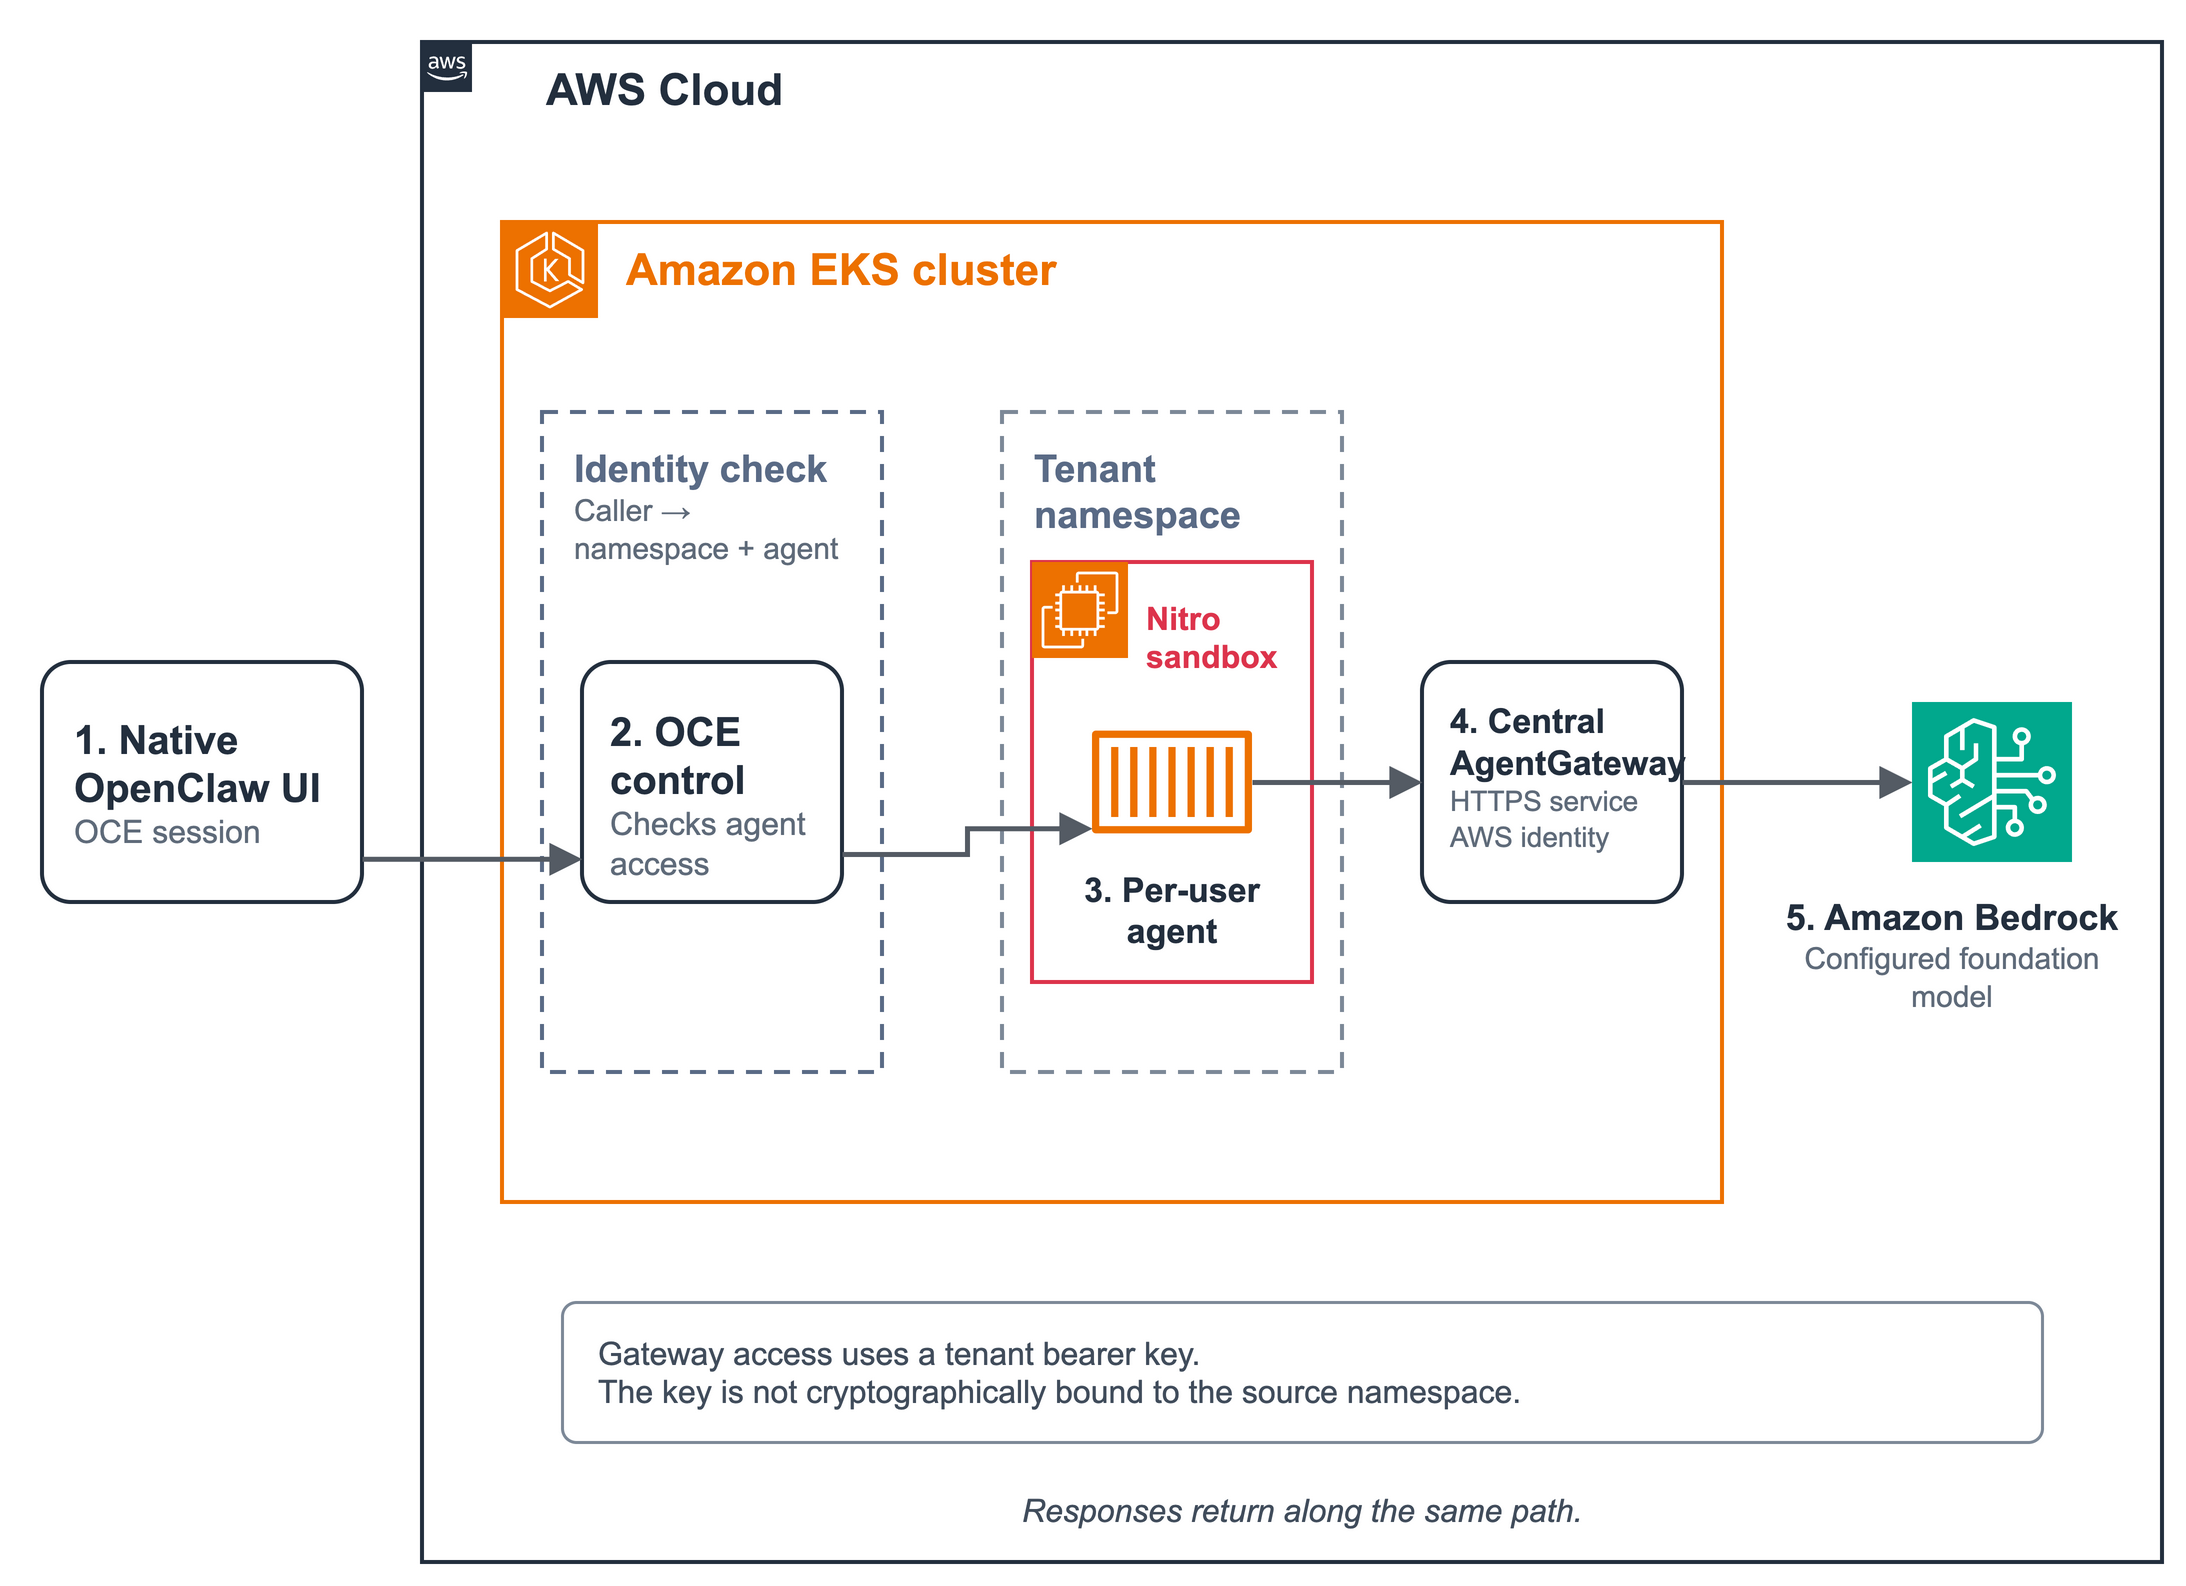 aws
AWS Cloud
Amazon EKS cluster
Identity check
Caller →
namespace + agent
Tenant
namespace
Nitro
sandbox
1. Native
OpenClaw UI
OCE session
2. OCE
control
Checks agent
access
3. Per-user
agent
4. Central
AgentGateway
HTTPS service
AWS identity
5. Amazon Bedrock
Configured foundation
model
Gateway access uses a tenant bearer key.
The key is not cryptographically bound to the source namespace.
Responses return along the same path.